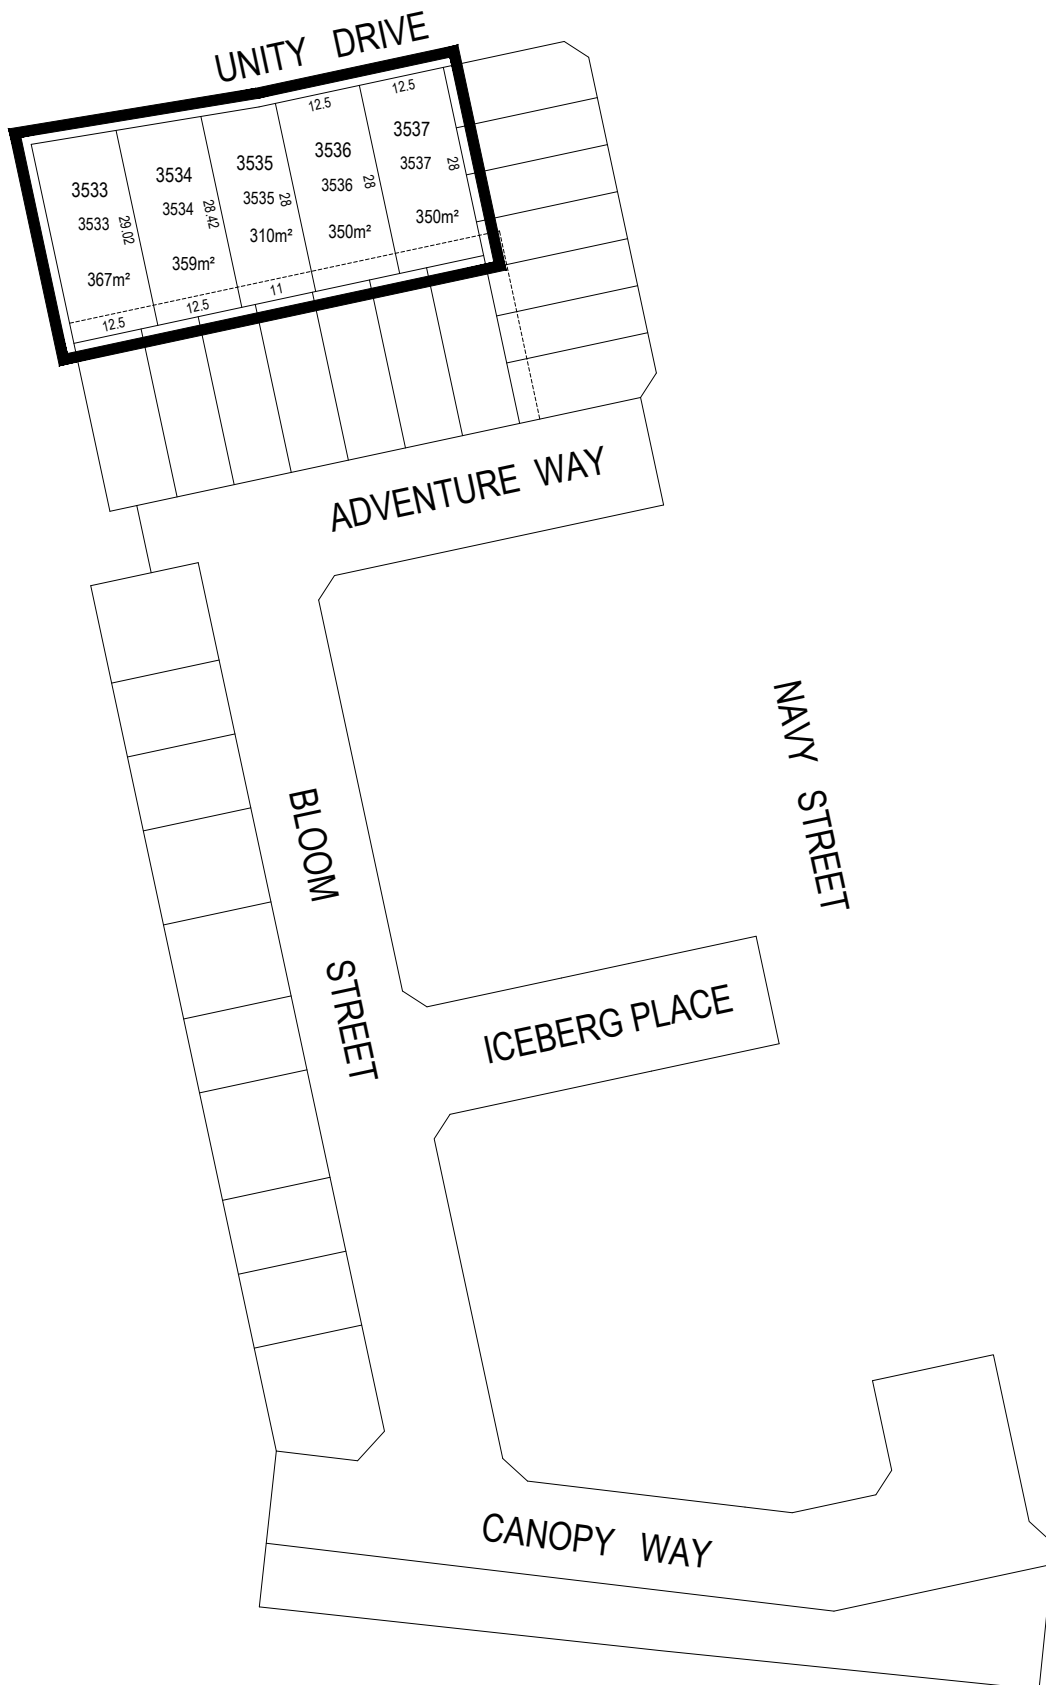 UNITY DRIVE
12.5
12.5
3533
3533
29.02
367m²
12.5
3534
3534
28.42
359m²
12.5
3535
3535
28
310m²
11
3536
3536
28
350m²
3537
3537
28
350m²
ADVENTURE WAY
BLOOM STREET
NAVY STREET
ICEBERG PLACE
CANOPY WAY